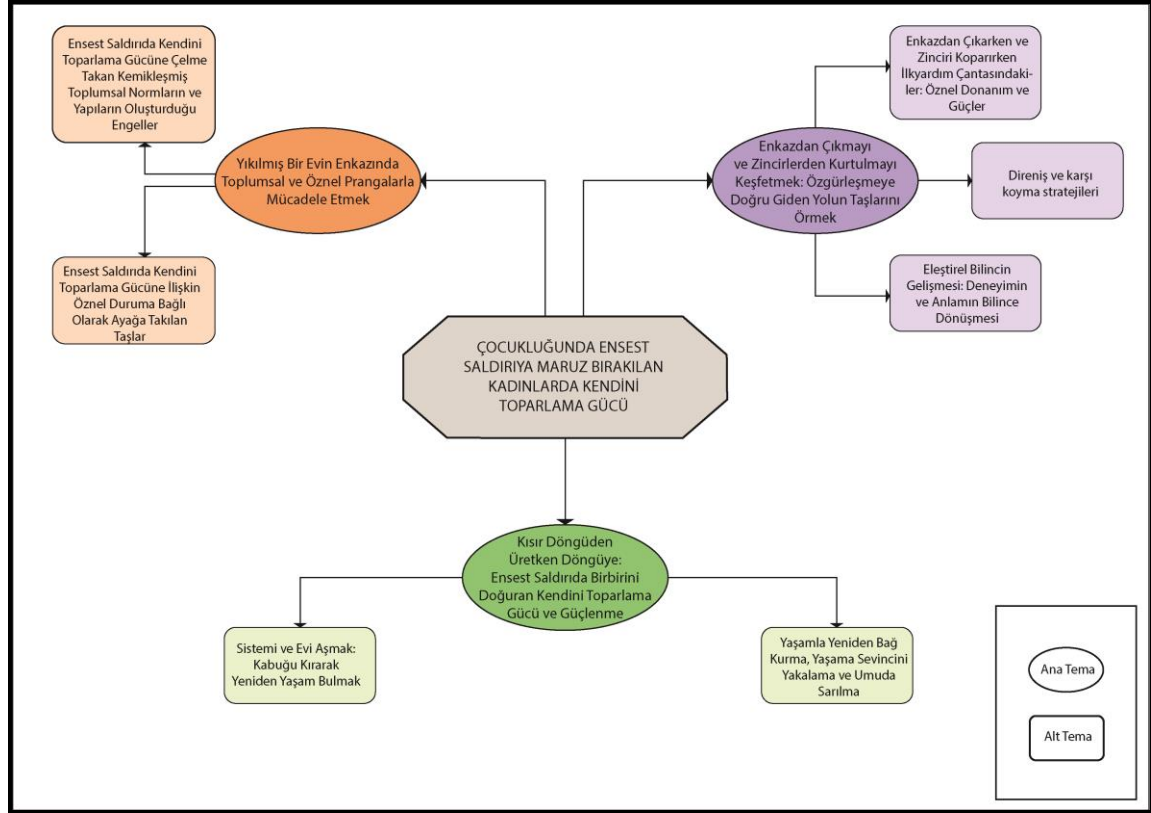 Ensest Saldırıda Kendini
Toparlama Gücüne Çelme
Takan Kemikleşmiş
Toplumsal Normların ve
Yapıların Oluşturduğu
Engeller
Yıkılmış Bir Evin Enkazında
Toplumsal ve Öznel Prangalarla
Mücadele Etmek
Ensest Saldırıda Kendini
Toparlama Gücüne İlişkin
Öznel Duruma Bağlı
Olarak Ayağa Takılan
Taşlar
Enkazdan Çıkarken ve
Zinciri Koparırken
İlkyardım Çantasındaki-
ler: Öznel Donanım ve
Güçler
Enkazdan Çıkmayı
ve Zincirlerden Kurtulmayı
Keşfetmek: Özgürleşmeye
Doğru Giden Yolun Taşlarını
Örmek
Direniş ve karşı
koyma stratejileri
Eleştirel Bilincin
Gelişmesi: Deneyimin
ve Anlamın Bilince
Dönüşmesi
ÇOCUKLUĞUNDA ENSEST
SALDIRIYA MARUZ BIRAKILAN
KADINLARDA KENDİNİ
TOPARLAMA GÜCÜ
Kısır Döngüden
Üretken Döngüye:
Ensest Saldırıda Birbirini
Doğuran Kendini Toparlama
Gücü ve Güçlenme
Sistemi ve Evi Aşmak:
Kabuğu Kırarak
Yeniden Yaşam Bulmak
Yaşamla Yeniden Bağ
Kurma, Yaşama Sevincini
Yakalama ve Umuda
Sarılma
Ana Tema
Alt Tema